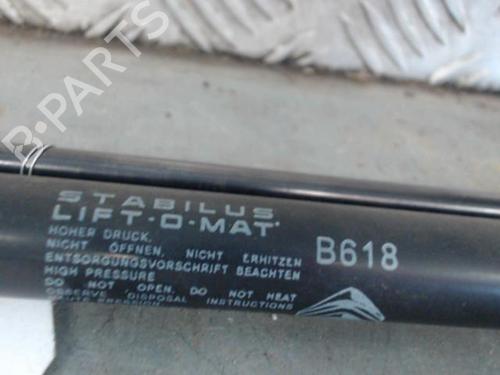 B-PARTS
STABILUS
LIFT-O-MAT
HOHER DRUCK.
NICHT ÖFFNEN, NICHT ERHITZEN
ENTSORGUNGSVORSCHRIFT BEACHTEN
HIGH PRESSURE
DO NOT OPEN, DO NOT HEAT
OBSERVE DISPOSAL INSTRUCTIONS
B618